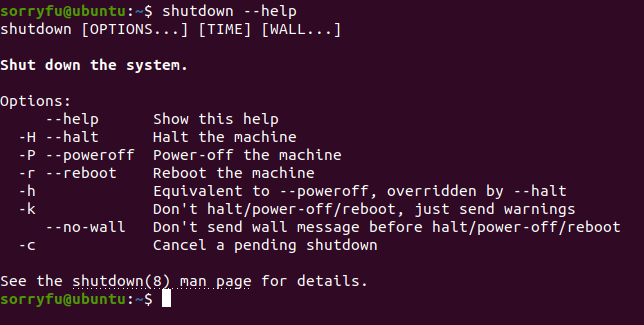 sorryfu@ubuntu:~$ shutdown --help
shutdown [OPTIONS...] [TIME] [WALL...]
Shut down the system.
Options:
--help Show this help
-H --halt Halt the machine
-P --poweroff Power-off the machine
-r --reboot Reboot the machine
-h Equivalent to --poweroff, overridden by --halt
-k Don't halt/power-off/reboot, just send warnings
--no-wall Don't send wall message before halt/power-off/reboot
-c Cancel a pending shutdown
See the shutdown(8) man page for details.
sorryfu@ubuntu:~$